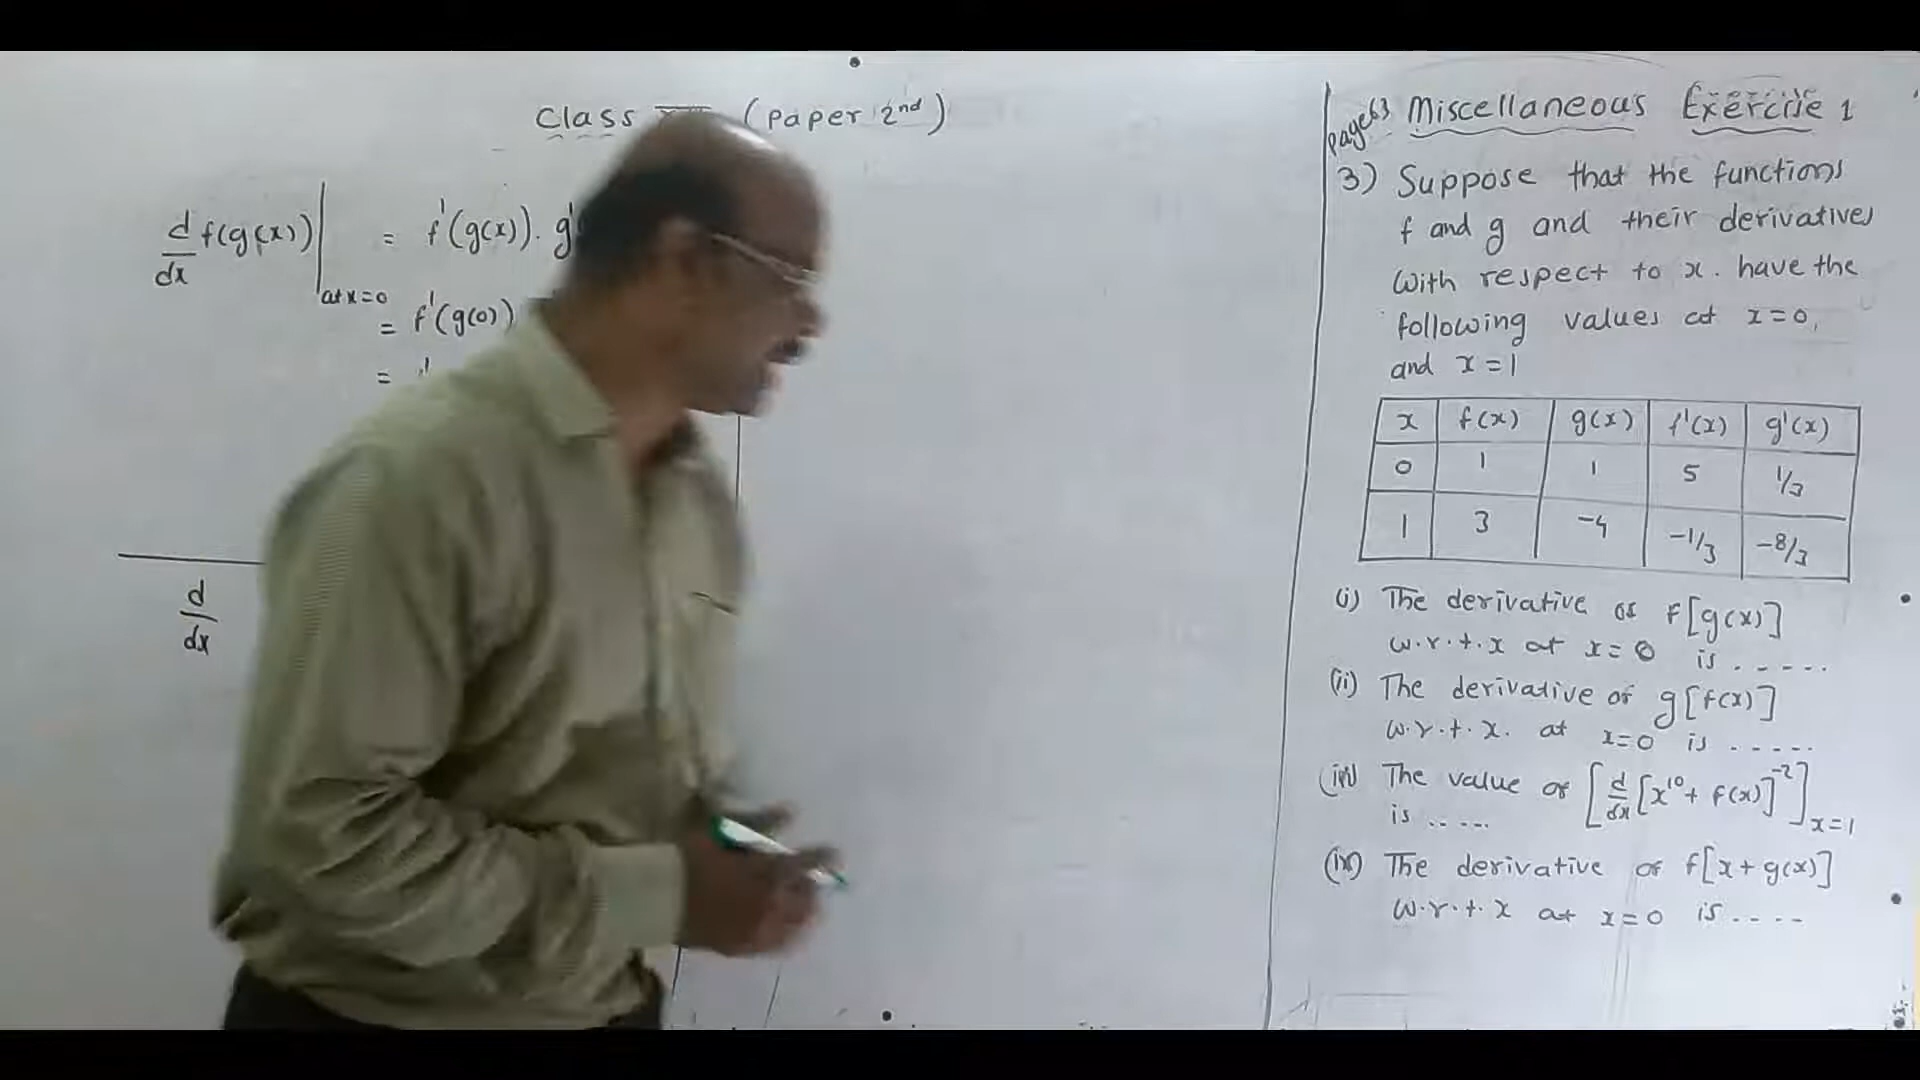 Class (Paper 2nd)
d/dx f(g(x))| at x=0 = f'(g(x)). g'
= f'(g(0))
=
d/dx
page 63 Miscellaneous Exercise 1
3) Suppose that the functions
f and g and their derivatives
with respect to x. have the
following values at x=0,
and x=1
x f(x) g(x) f'(x) g'(x)
0 1 1 5 1/3
1 3 -4 -1/3 -8/3
(i) The derivative of f[g(x)]
w.r.t.x at x=0 is .....
(ii) The derivative of g[f(x)]
w.r.t.x. at x=0 is .....
(iii) The value of [d/dx [x^10 + f(x)]^-2]x=1
is .....
(iv) The derivative of f[x+g(x)]
w.r.t.x at x=0 is ....